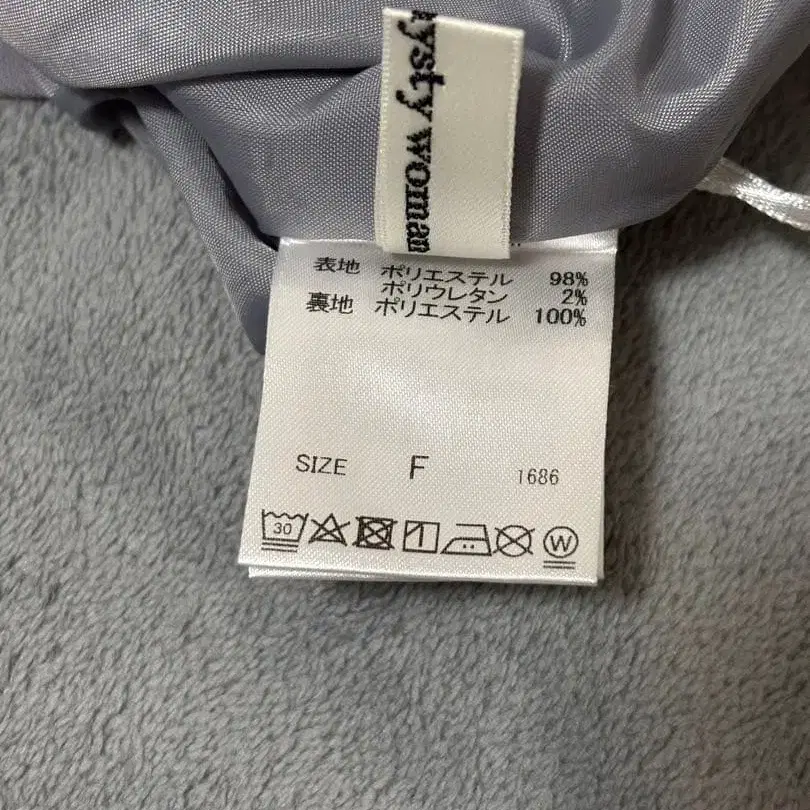 ysty woman
表地 ポリエステル 98%
ポリウレタン 2%
裏地 ポリエステル 100%
SIZE F 1686
30 W